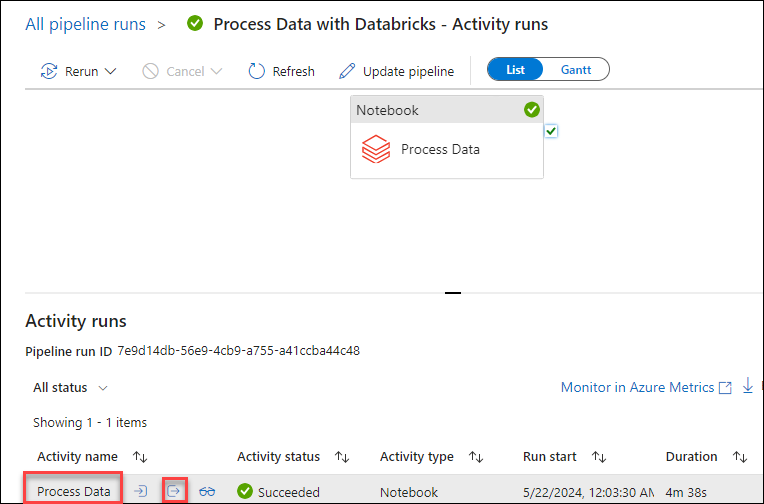 All pipeline runs > Process Data with Databricks - Activity runs
Rerun Cancel Refresh Update pipeline List Gantt
Notebook
Process Data
Activity runs
Pipeline run ID 7e9d14db-56e9-4cb9-a755-a41ccba44c48
All status
Monitor in Azure Metrics
Showing 1 - 1 items
Activity name Activity status Activity type Run start Duration
Process Data Succeeded Notebook 5/22/2024, 12:03:30 AM 4m 38s